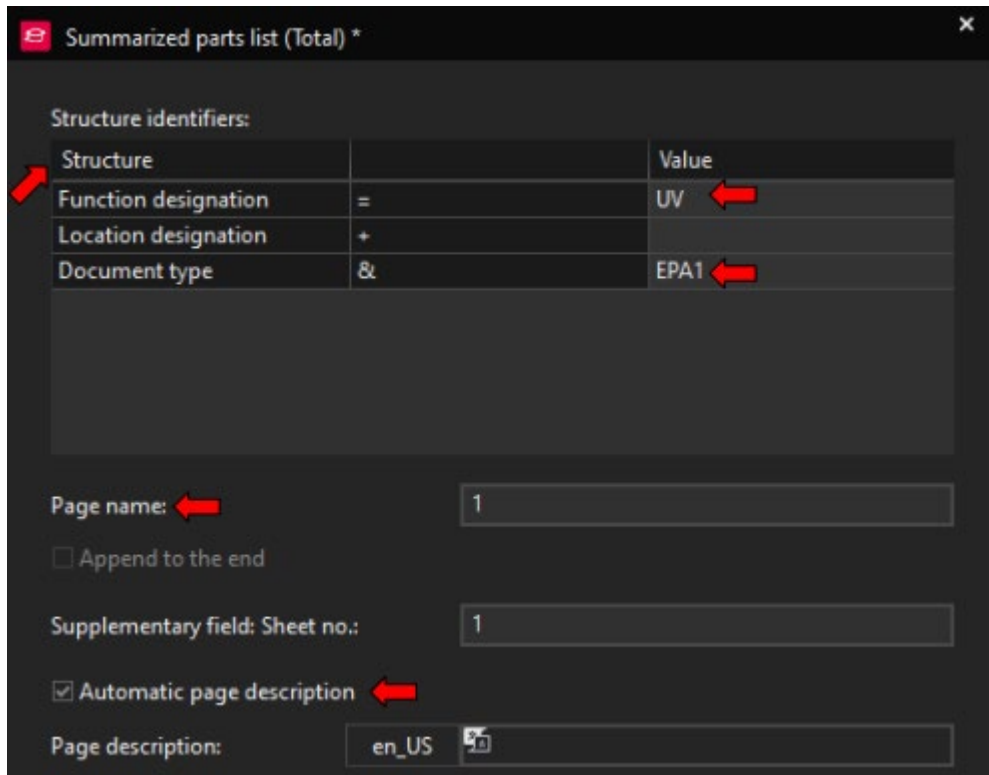 Summarized parts list (Total) *
Structure identifiers:
Structure Value
Function designation = UV
Location designation +
Document type & EPA1
Page name: 1
Append to the end
Supplementary field: Sheet no.: 1
Automatic page description
Page description: en_US